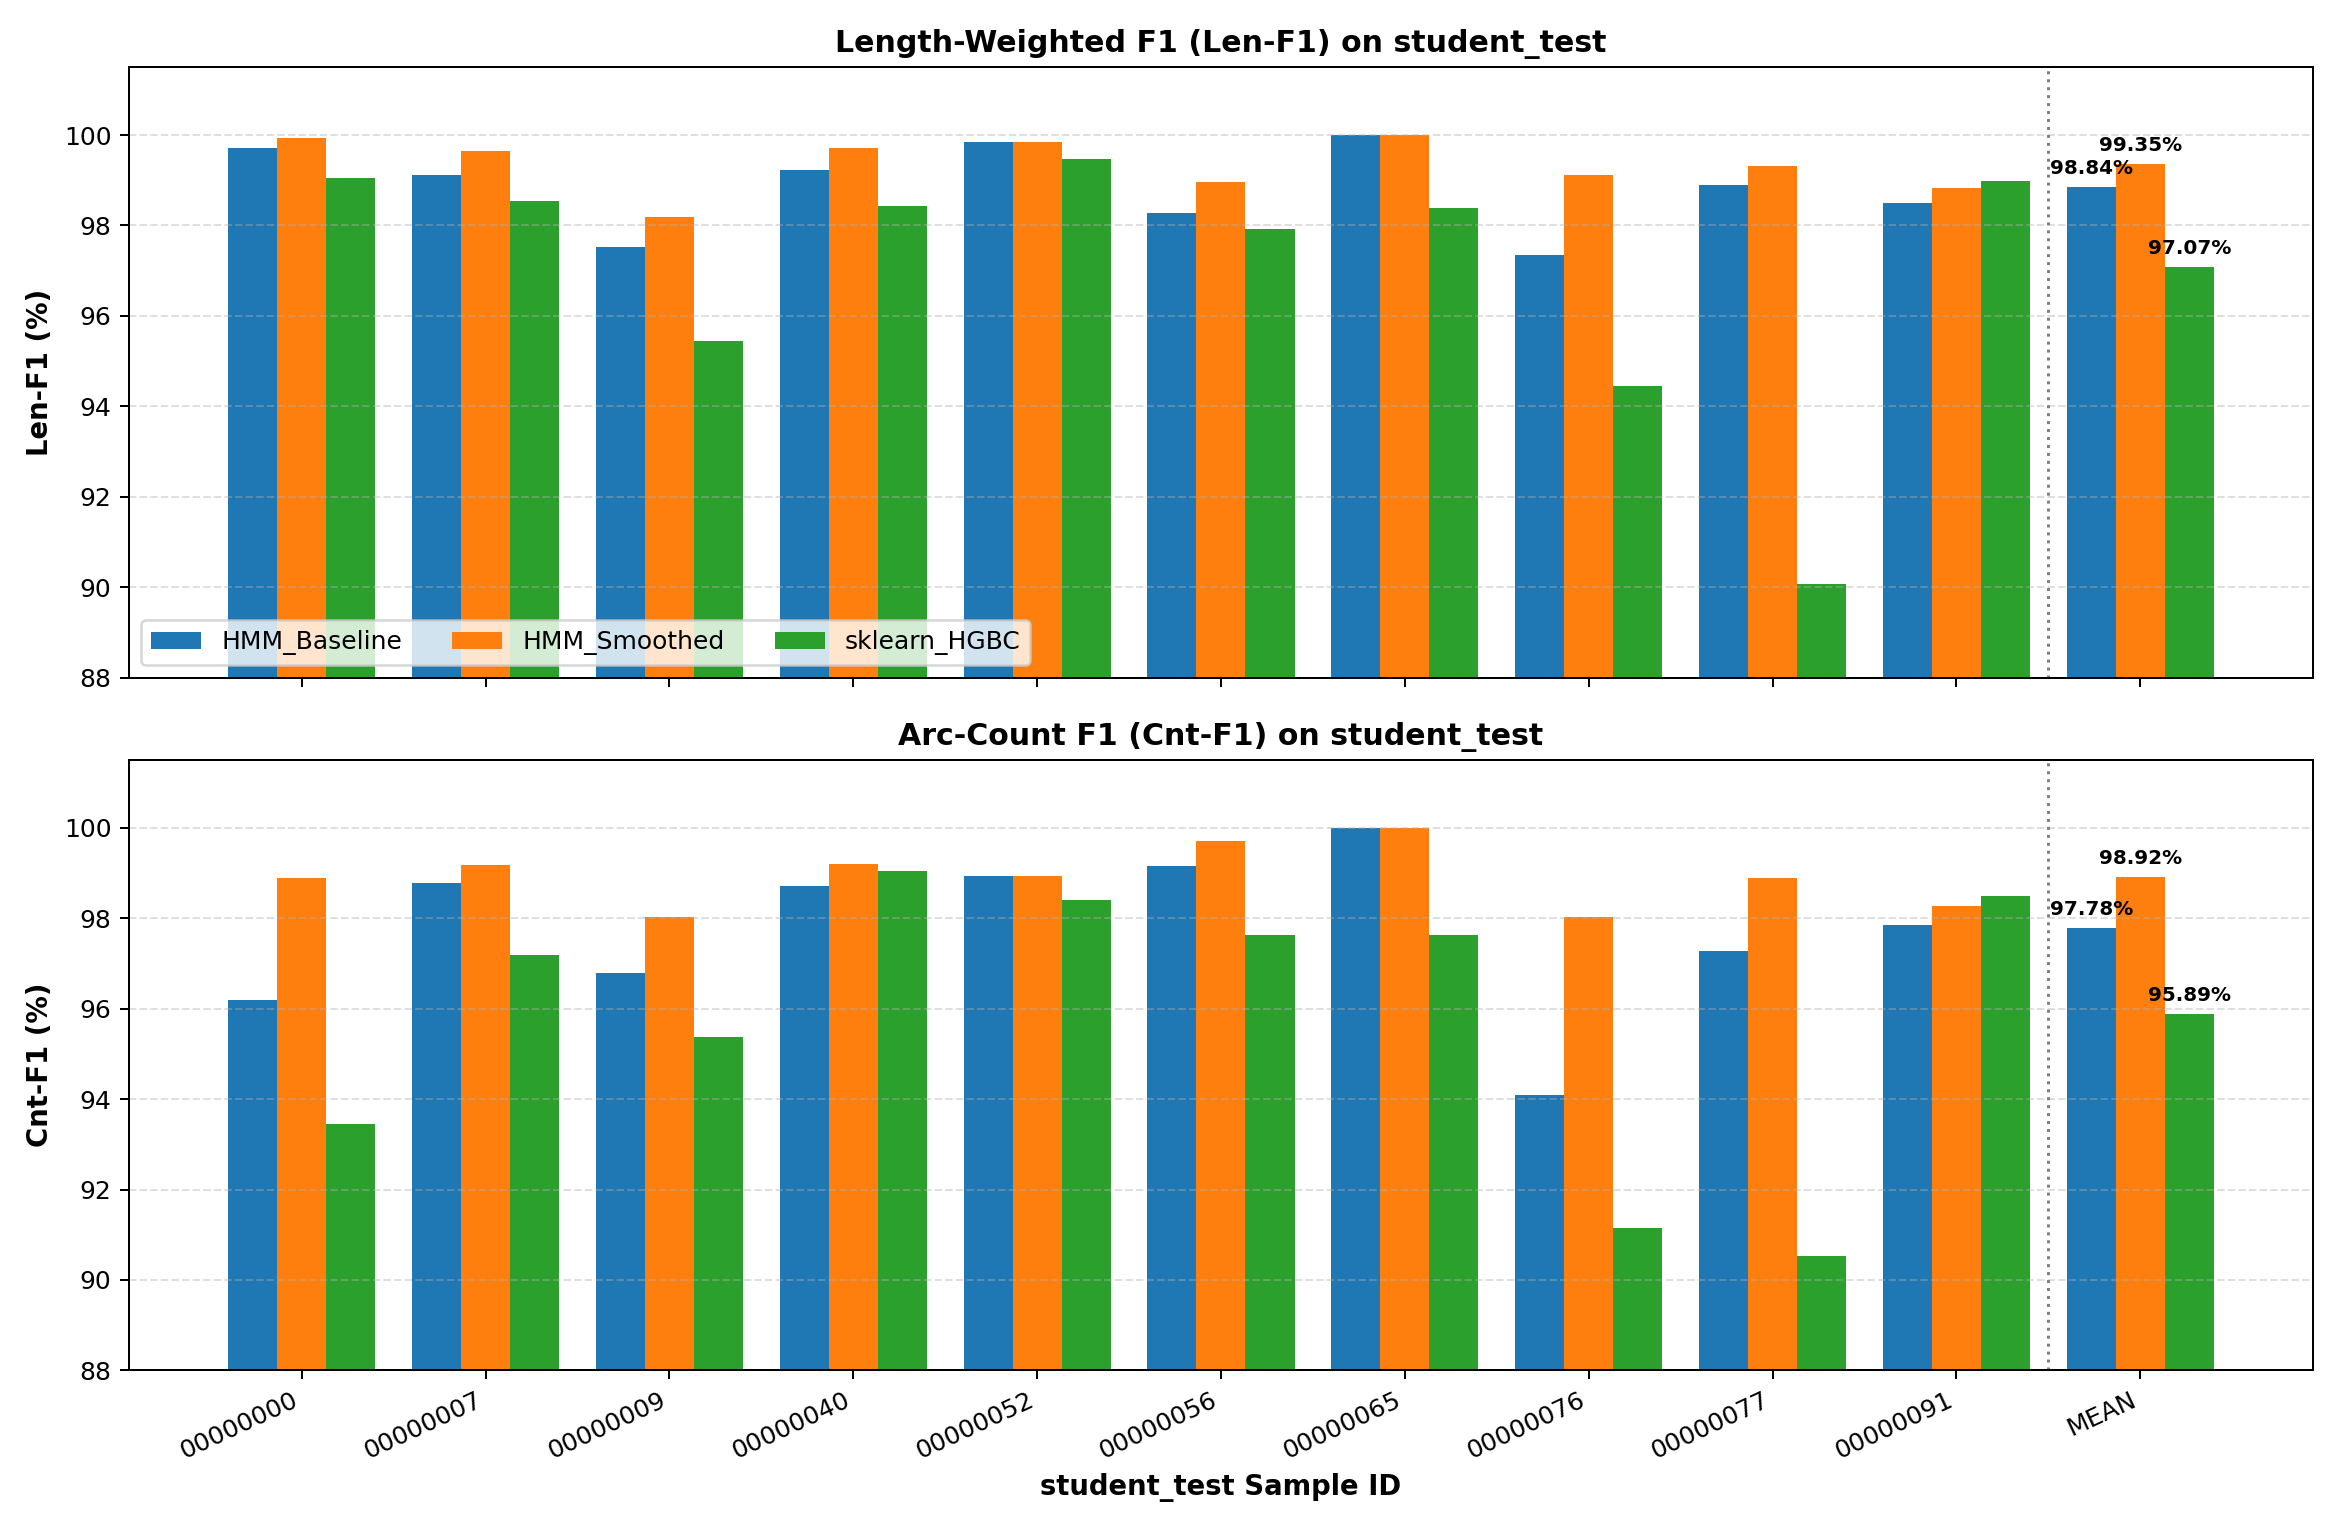 Length-Weighted F1 (Len-F1) on student_test
Len-F1 (%)
100
98
96
94
92
90
88
99.35%
98.84%
97.07%
HMM_Baseline HMM_Smoothed sklearn_HGBC
Arc-Count F1 (Cnt-F1) on student_test
Cnt-F1 (%)
100
98
96
94
92
90
88
98.92%
97.78%
95.89%
00000000 00000007 00000009 00000040 00000052 00000056 00000065 00000076 00000077 00000091 MEAN
student_test Sample ID